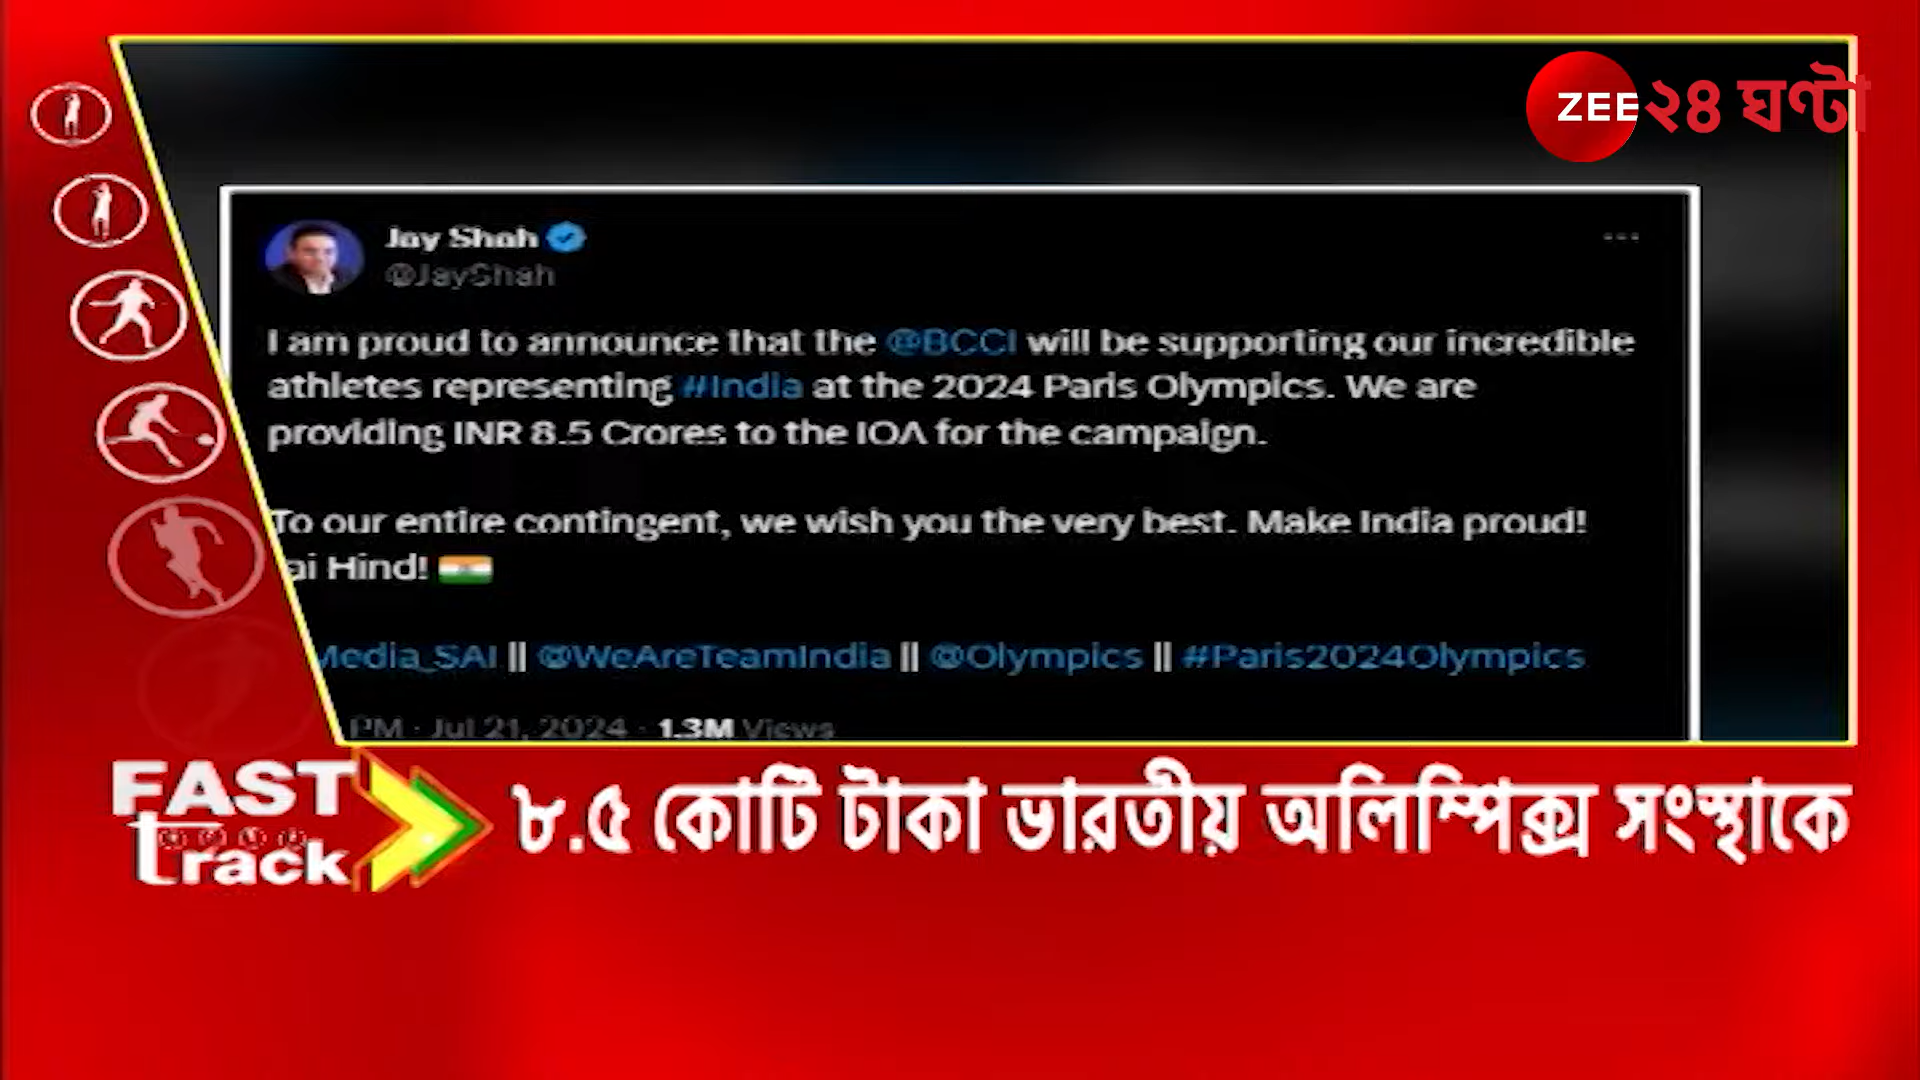 ZEE ২৪ ঘণ্টা
Jay Shah
@JayShah
I am proud to announce that the @BCCI will be supporting our incredible
athletes representing #India at the 2024 Paris Olympics. We are
providing INR 8.5 Crores to the IOA for the campaign.
To our entire contingent, we wish you the very best. Make India proud!
ai Hind!
Media_SAI || @WeAreTeamIndia || @Olympics || #Paris2024Olympics
PM · Jul 21, 2024 · 1.3M Views
FAST
track
৮.৫ কোটি টাকা ভারতীয় অলিম্পিক্স সংস্থাকে